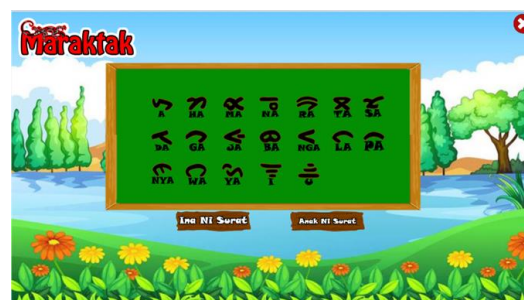 Maraktak
ᯀ ᯂ ᯔ ᯉ ᯒ ᯘ
A HA MA NA RA TA SA
ᯑ ᯎ ᯐ ᯅ ᯝ ᯞ ᯇ
DA GA JA BA NGA LA PA
ᯠ ᯛ ᯤ ᯥ
NYA WA YA I U
Ina Ni Surat
Anak Ni Surat